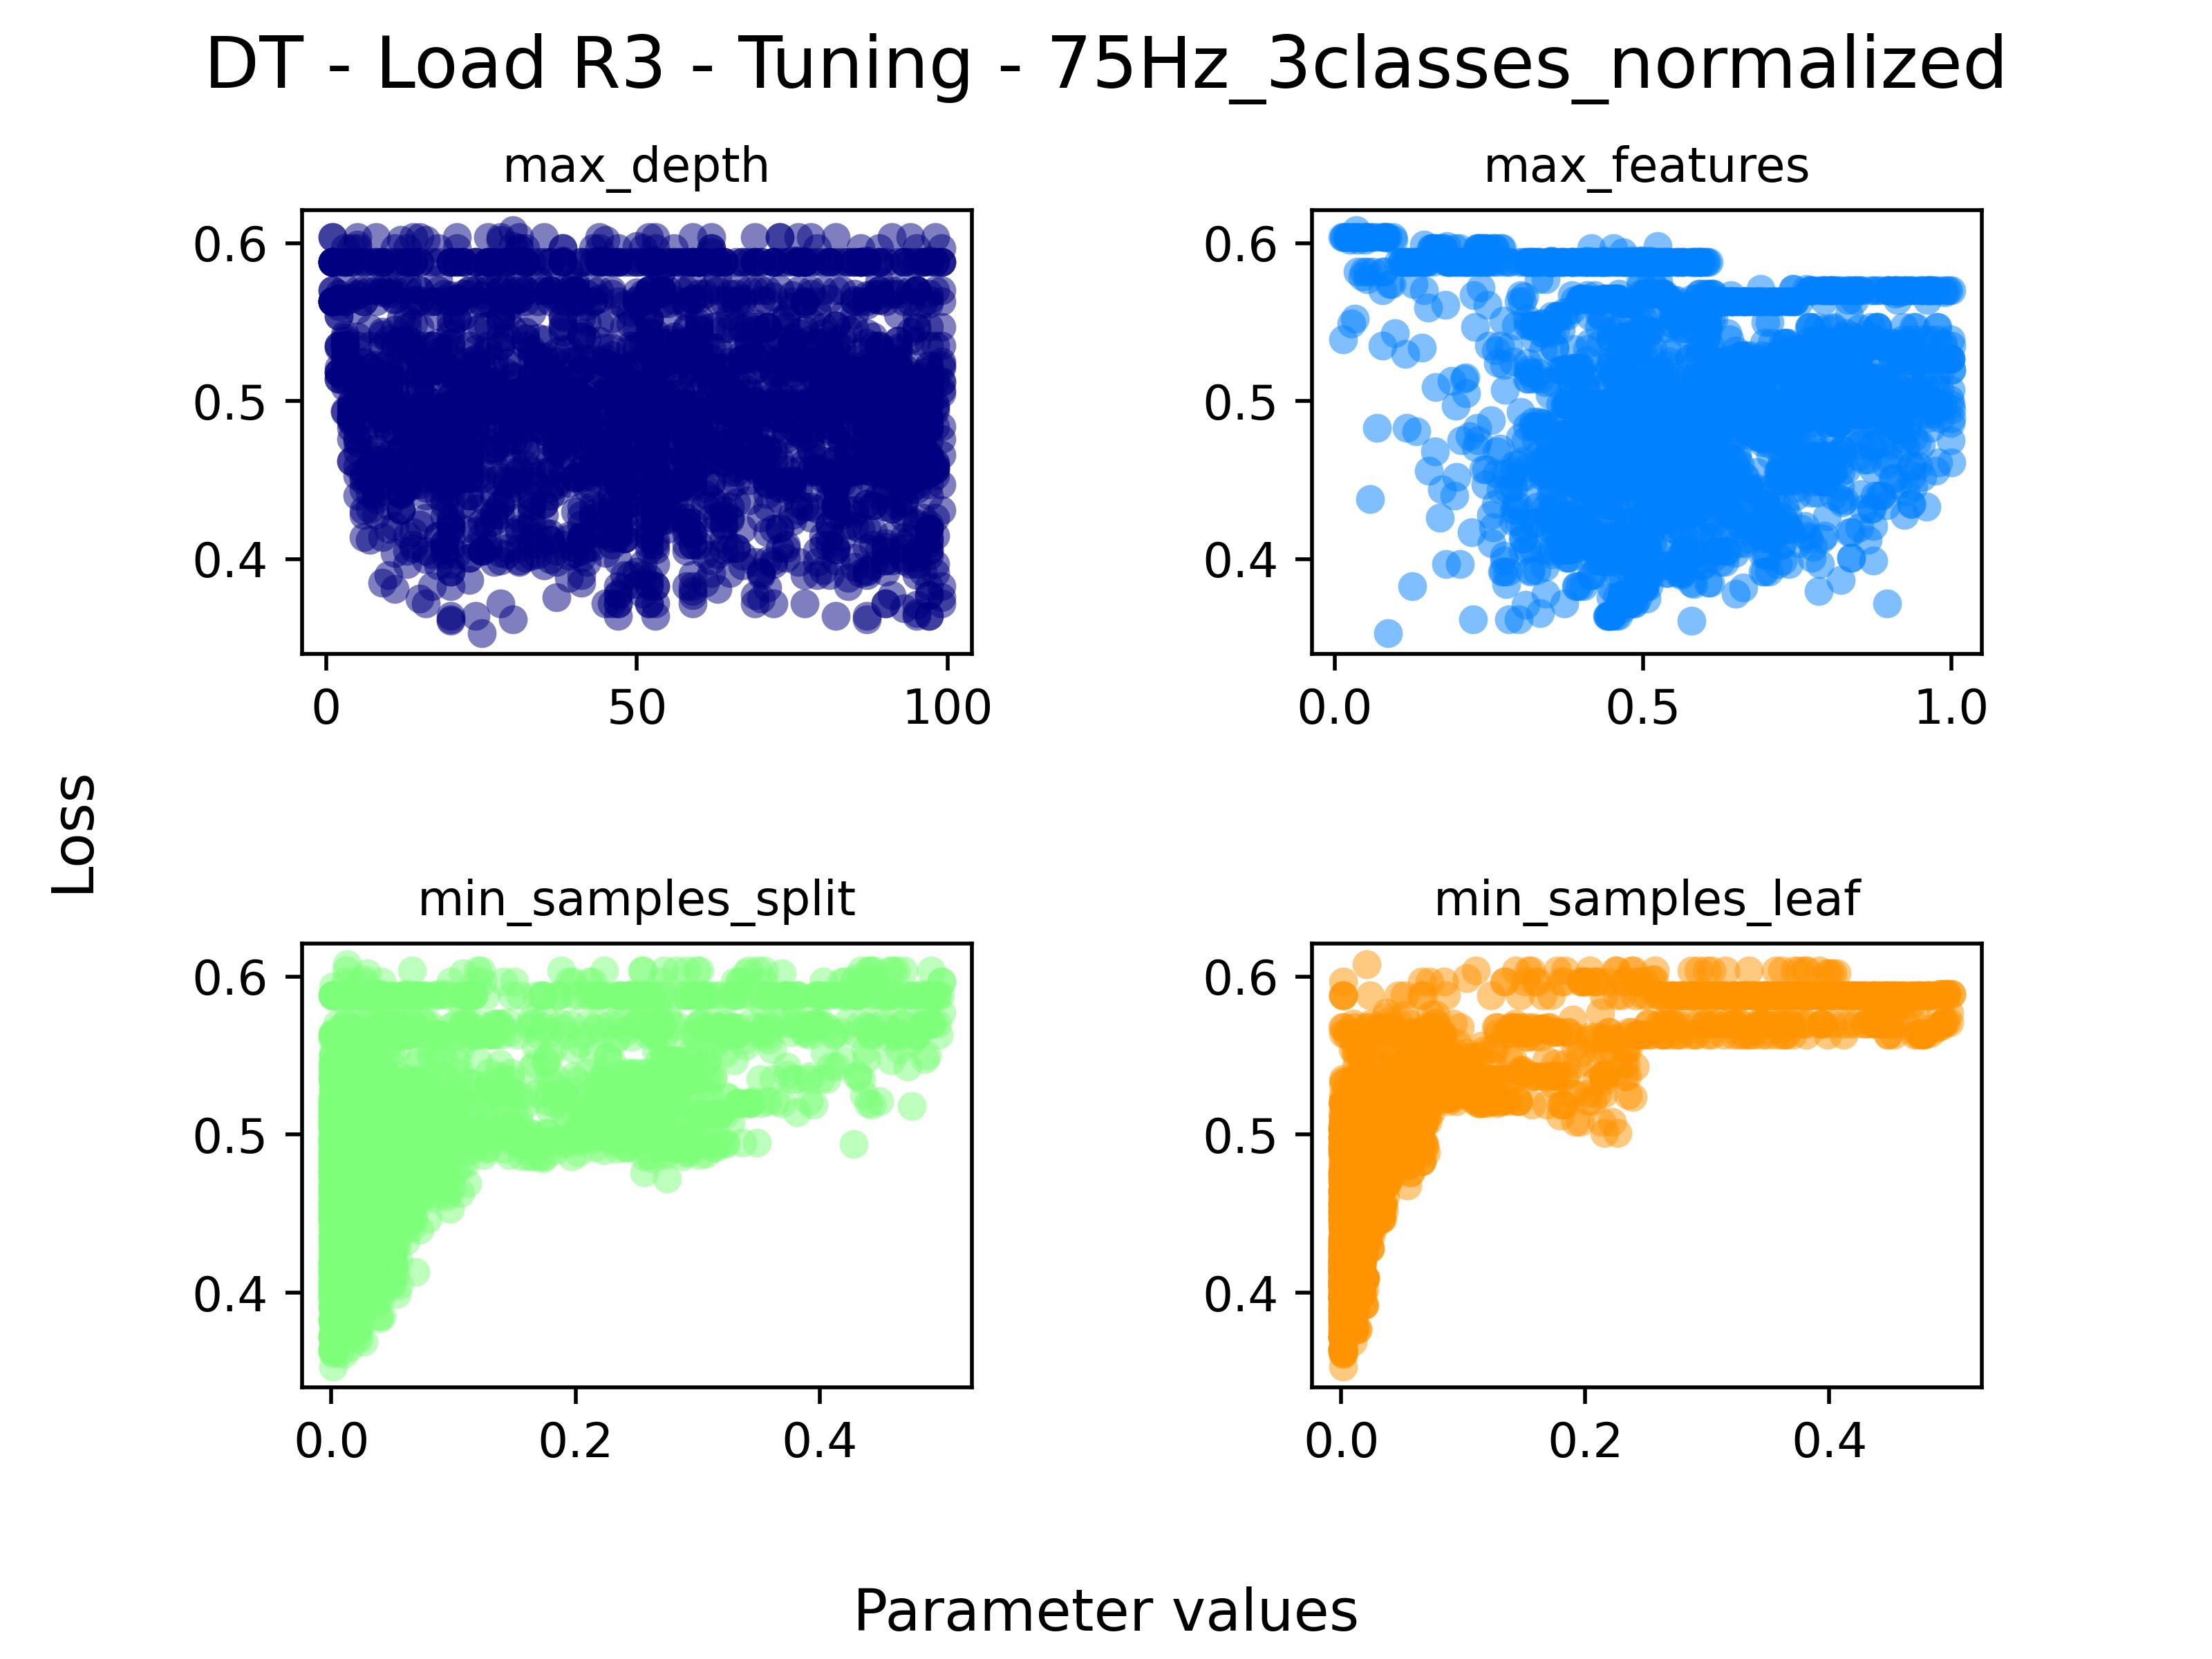 DT - Load R3 - Tuning - 75Hz_3classes_normalized
max_depth
max_features
0.6
0.5
0.4
0 50 100
0.6
0.5
0.4
0.0 0.5 1.0
Loss
min_samples_split
min_samples_leaf
0.6
0.5
0.4
0.0 0.2 0.4
0.6
0.5
0.4
0.0 0.2 0.4
Parameter values